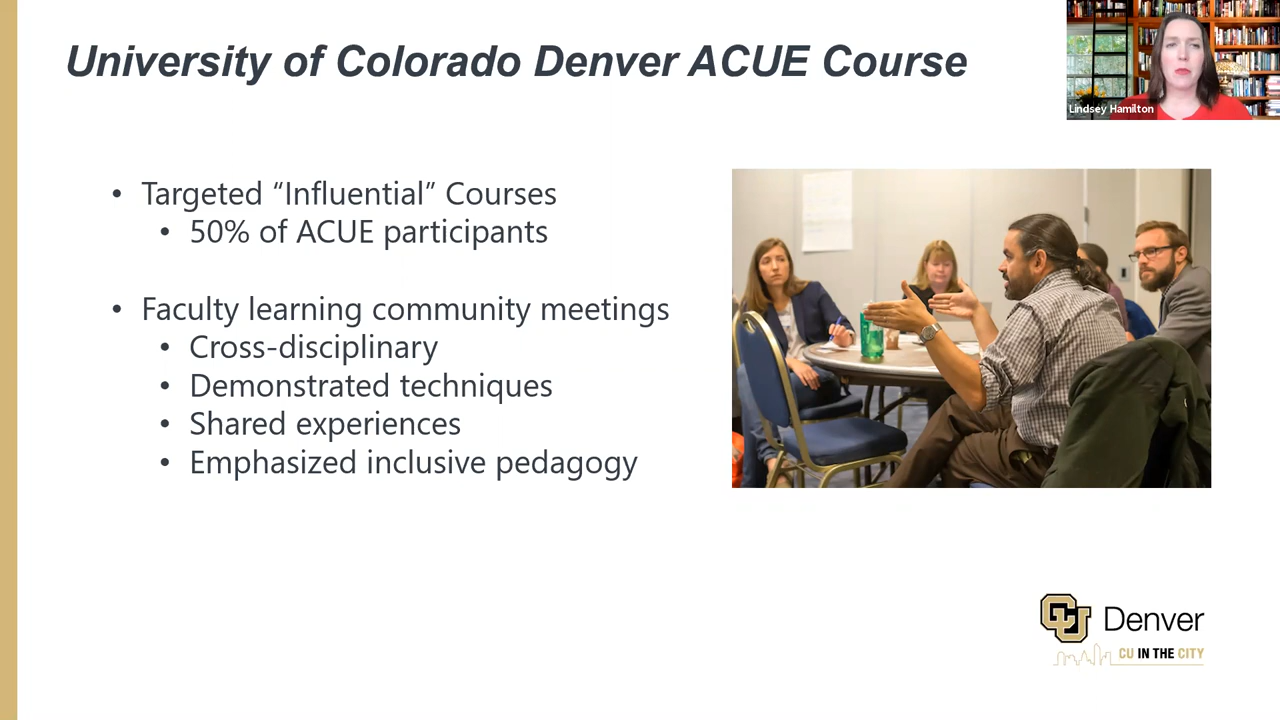 University of Colorado Denver ACUE Course
Lindsey Hamilton
• Targeted “Influential” Courses
• 50% of ACUE participants
• Faculty learning community meetings
• Cross-disciplinary
• Demonstrated techniques
• Shared experiences
• Emphasized inclusive pedagogy
CU Denver
CU IN THE CITY